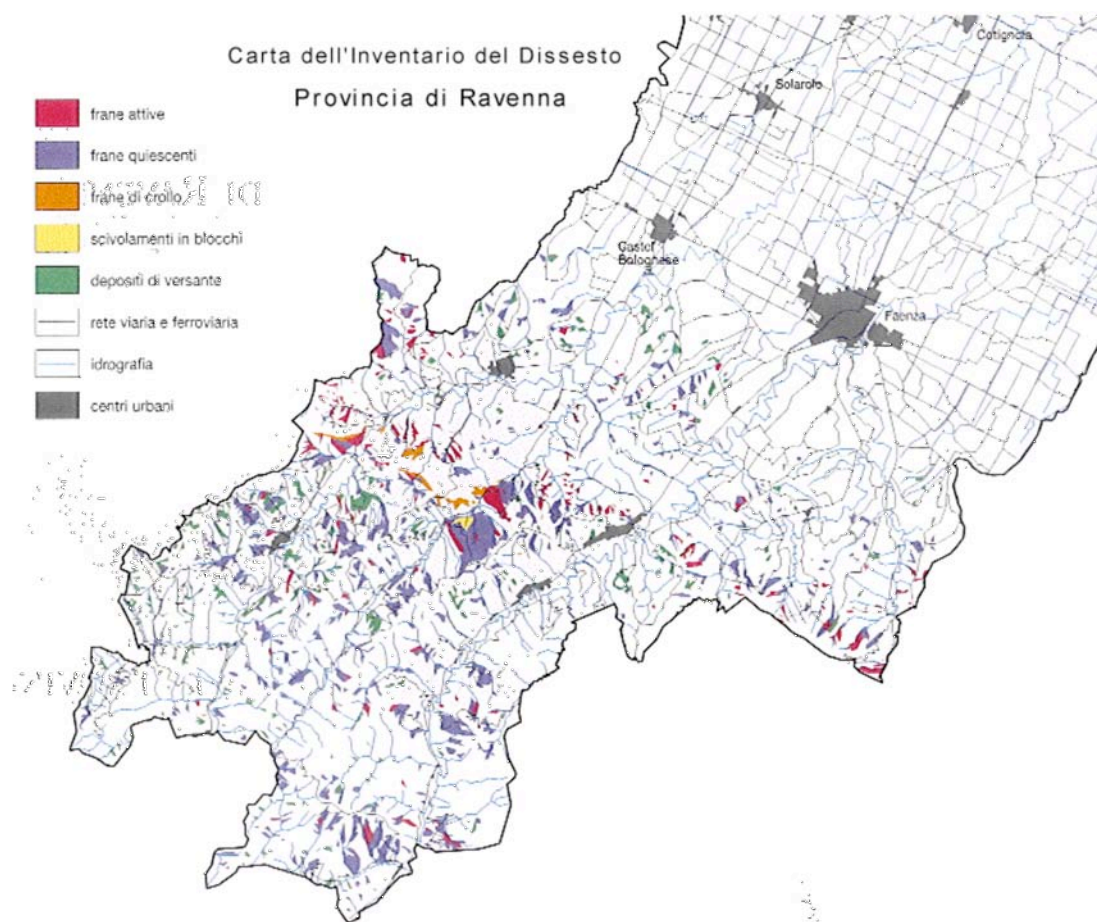 Carta dell'Inventario del Dissesto
Provincia di Ravenna
frane attive
frane quiescenti
frane di crollo
scivolamenti in blocchi
depositi di versante
rete viaria e ferroviaria
idrografia
centri urbani
Cotignola
Solarolo
Castel
Bolognese
Faenza